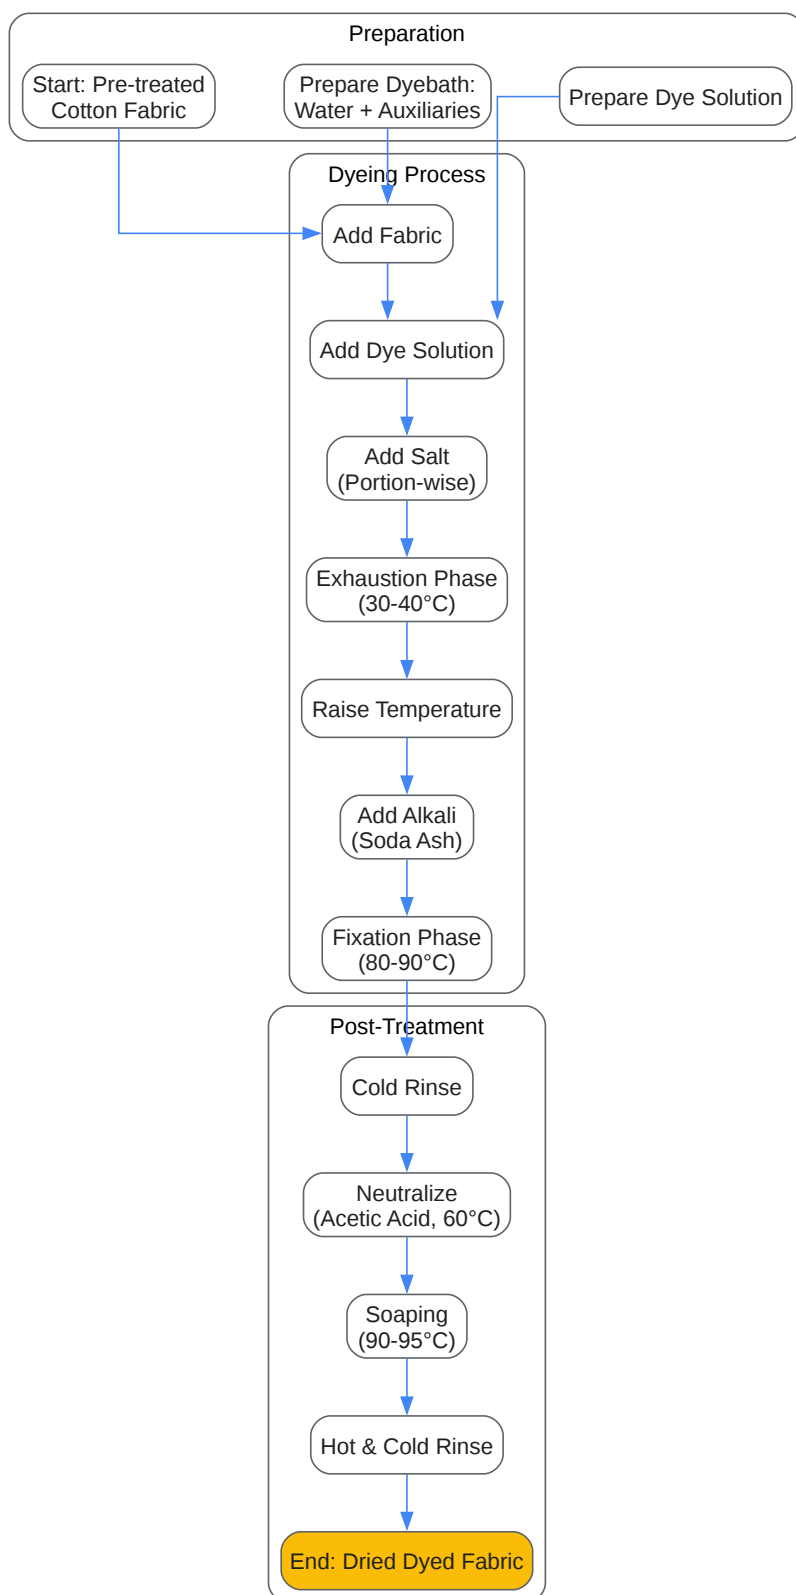 Preparation
Start: Pre-treated
Cotton Fabric
Prepare Dyebath:
Water + Auxiliaries
Prepare Dye Solution
Dyeing Process
Add Fabric
Add Dye Solution
Add Salt
(Portion-wise)
Exhaustion Phase
(30-40°C)
Raise Temperature
Add Alkali
(Soda Ash)
Fixation Phase
(80-90°C)
Post-Treatment
Cold Rinse
Neutralize
(Acetic Acid, 60°C)
Soaping
(90-95°C)
Hot & Cold Rinse
End: Dried Dyed Fabric